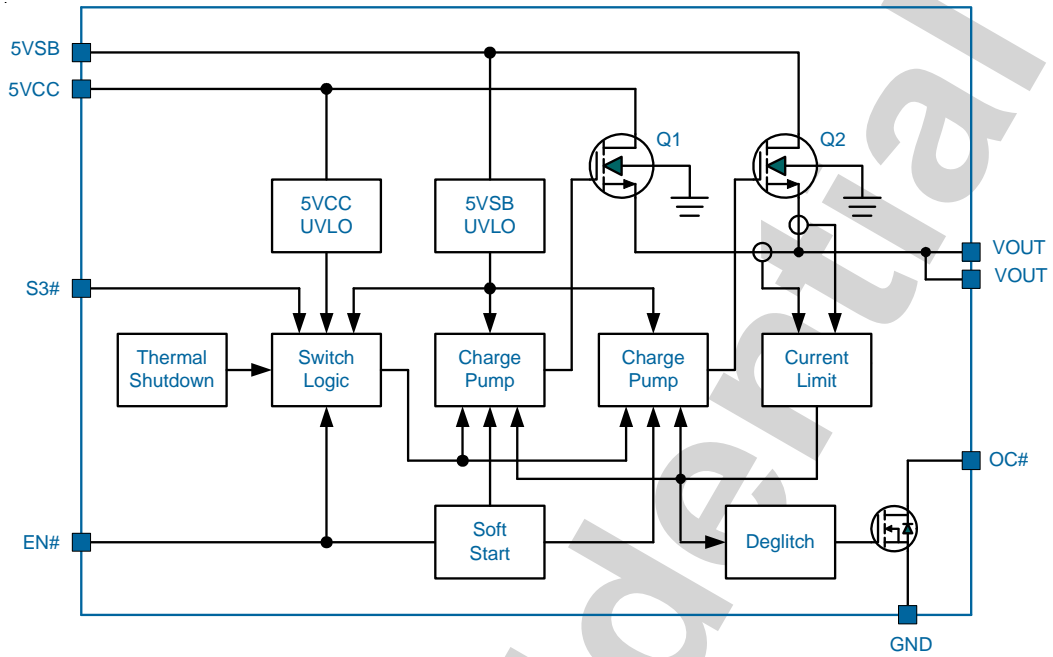 5VSB
5VCC
Q1
Q2
5VCC
UVLO
5VSB
UVLO
VOUT
VOUT
S3#
Thermal
Shutdown
Switch
Logic
Charge
Pump
Charge
Pump
Current
Limit
OC#
EN#
Soft
Start
Deglitch
GND
dential